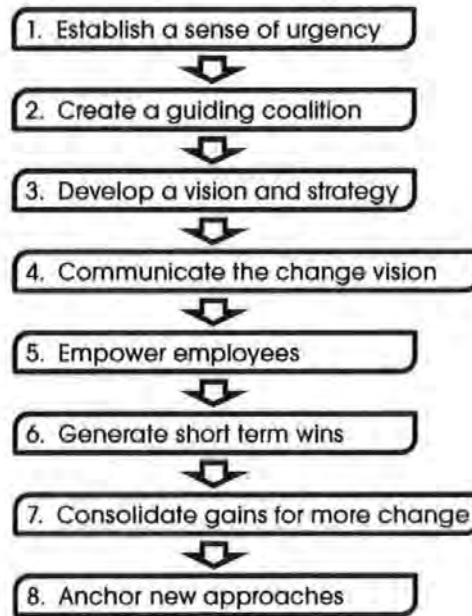 1. Establish a sense of urgency
2. Create a guiding coalition
3. Develop a vision and strategy
4. Communicate the change vision
5. Empower employees
6. Generate short term wins
7. Consolidate gains for more change
8. Anchor new approaches